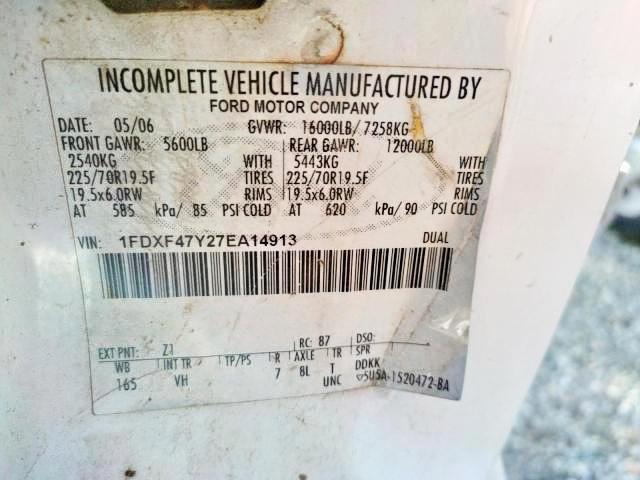 INCOMPLETE VEHICLE MANUFACTURED BY
FORD MOTOR COMPANY
DATE: 05/06 GVWR: 16000LB/ 7258KG
FRONT GAWR: 5600LB REAR GAWR: 12000LB
2540KG WITH 5443KG WITH
225/70R19.5F TIRES 225/70R19.5F TIRES
19.5x6.0RW RIMS 19.5x6.0RW RIMS
AT 585 kPa/ 85 PSI COLD AT 620 kPa/90 PSI COLD
VIN: 1FDXF47Y27EA14913 DUAL
EXT PNT: Z1 RC: 87 DSO:
WB INT TR TP/PS R AXLE TR SPR
165 VH 7 8L T DDKK
UNC 5U5A-1520472-BA